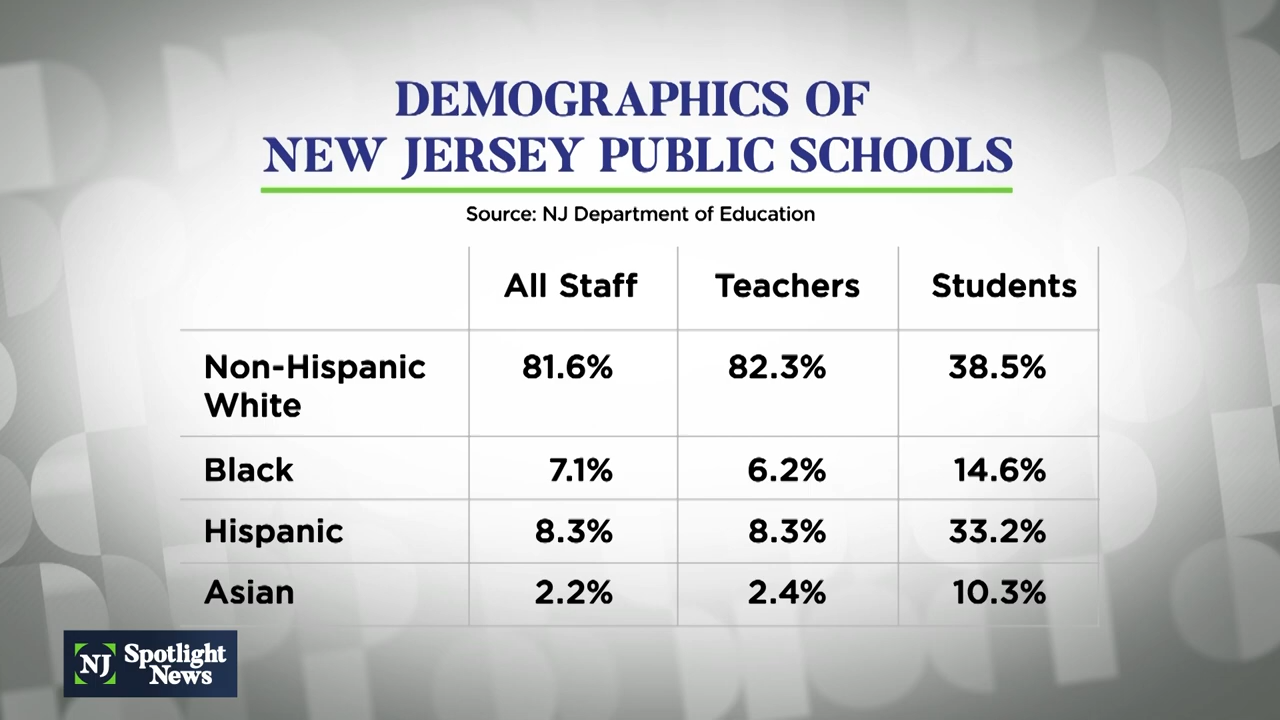 DEMOGRAPHICS OF
NEW JERSEY PUBLIC SCHOOLS
Source: NJ Department of Education
All Staff Teachers Students
Non-Hispanic White 81.6% 82.3% 38.5%
Black 7.1% 6.2% 14.6%
Hispanic 8.3% 8.3% 33.2%
Asian 2.2% 2.4% 10.3%
NJ Spotlight
News